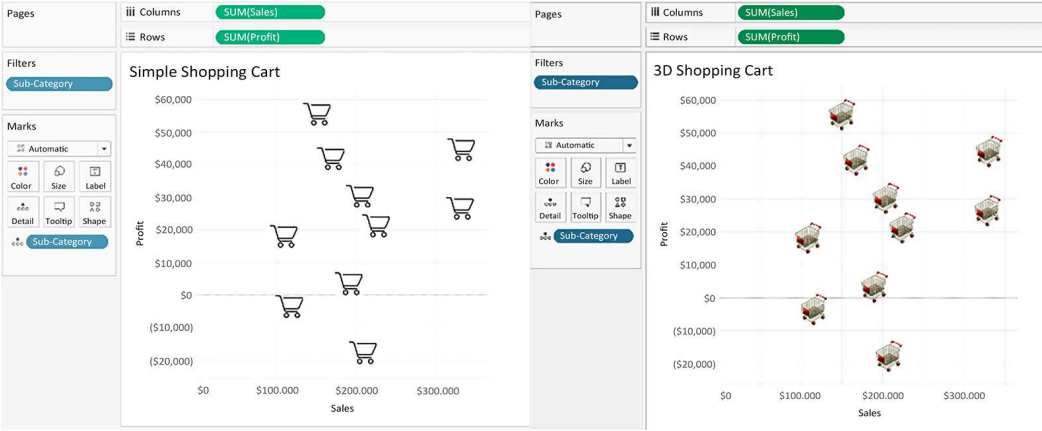 Pages
Columns
SUM(Sales)
Rows
SUM(Profit)
Filters
Sub-Category
Marks
Automatic
Color
Size
Label
Detail
Tooltip
Shape
Sub-Category
Simple Shopping Cart
$60,000
$50,000
$40,000
$30,000
$20,000
$10,000
$0
($10,000)
($20,000)
Profit
$0
$100.000
$200.000
$300.000
Sales
Pages
Columns
SUM(Sales)
Rows
SUM(Profit)
Filters
Sub-Category
Marks
Automatic
Color
Size
Label
Detail
Tooltip
Shape
Sub-Category
3D Shopping Cart
$60,000
$50,000
$40,000
$30,000
$20,000
$10,000
$0
($10,000)
($20,000)
Profit
$0
$100.000
$200.000
$300.000
Sales